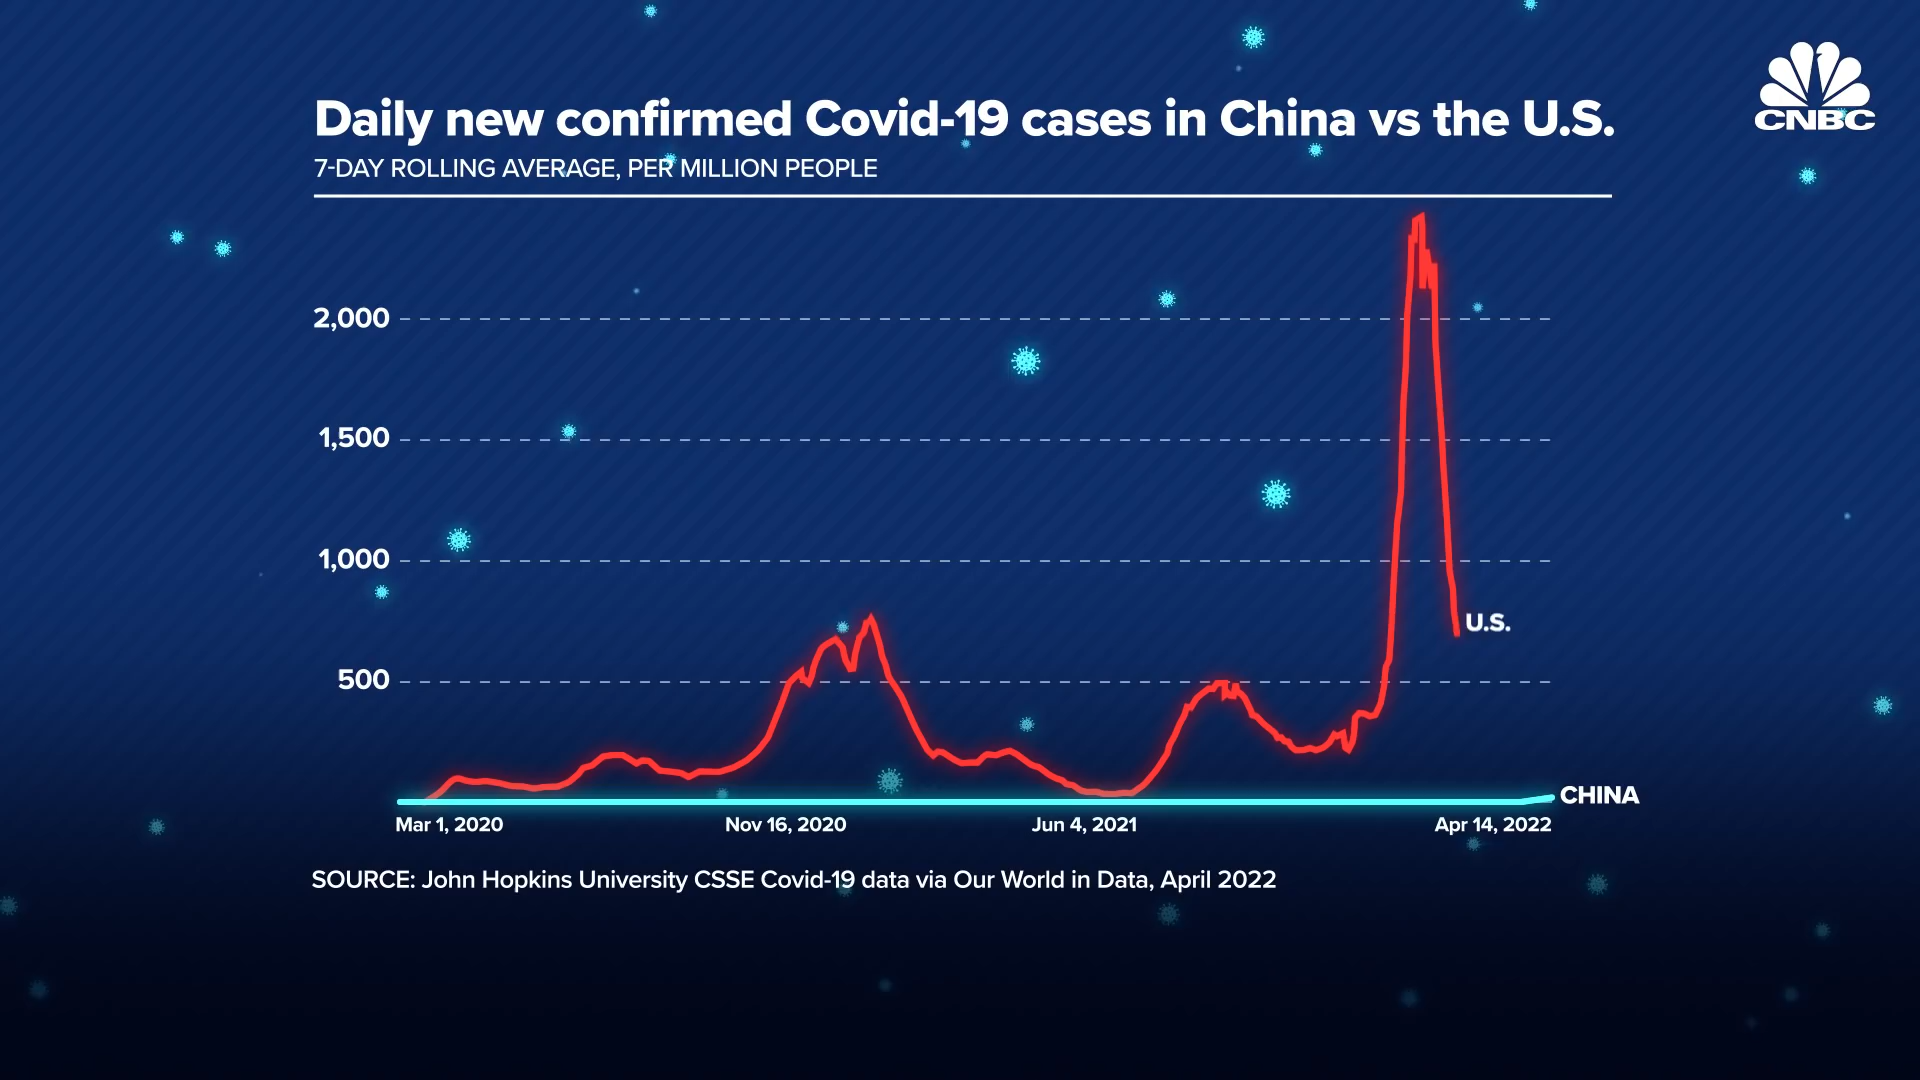 CNBC
Daily new confirmed Covid-19 cases in China vs the U.S.
7-DAY ROLLING AVERAGE, PER MILLION PEOPLE
2,000
1,500
1,000
500
U.S.
CHINA
Mar 1, 2020 Nov 16, 2020 Jun 4, 2021 Apr 14, 2022
SOURCE: John Hopkins University CSSE Covid-19 data via Our World in Data, April 2022